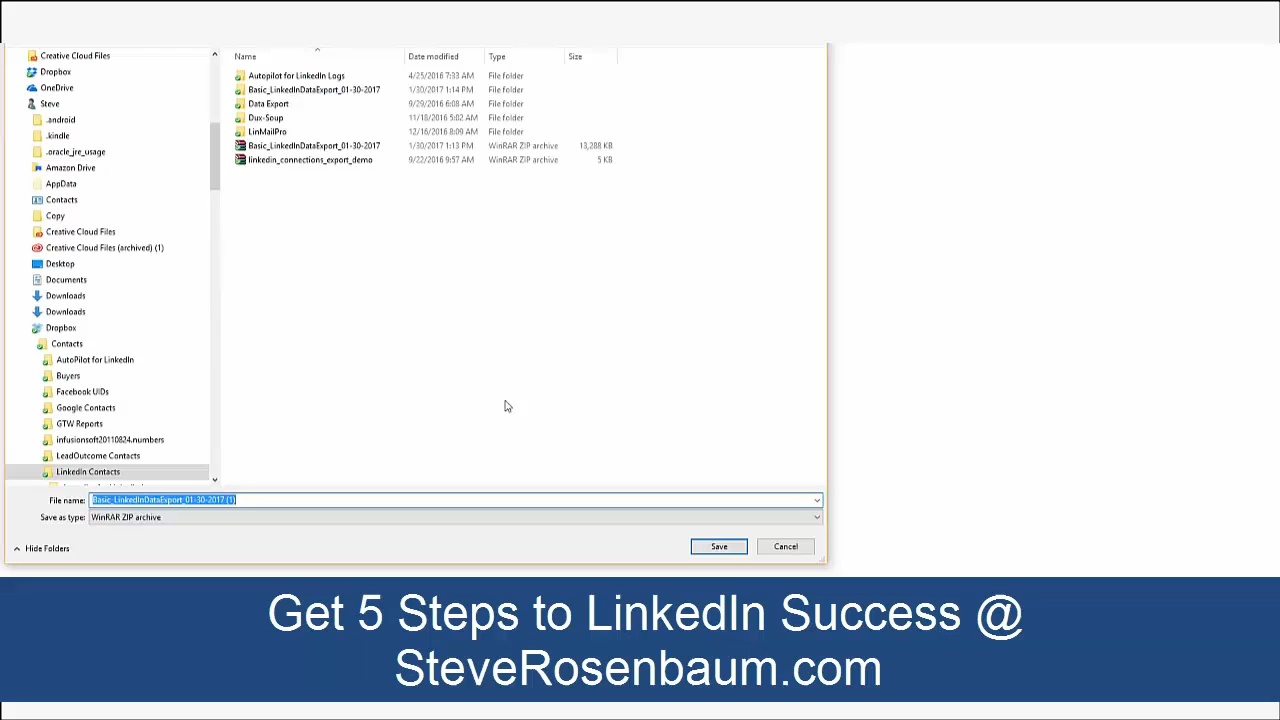 Creative Cloud Files
Dropbox
OneDrive
Steve
.android
.kindle
.oracle_jre_usage
Amazon Drive
AppData
Contacts
Copy
Creative Cloud Files
Creative Cloud Files (archived) (1)
Desktop
Documents
Downloads
Downloads
Dropbox
Contacts
AutoPilot for LinkedIn
Buyers
Facebook UIDs
Google Contacts
GTW Reports
infusionsoft20110824.numbers
LeadOutcome Contacts
LinkedIn Contacts
Name Date modified Type Size
Autopilot for LinkedIn Logs 4/25/2016 7:33 AM File folder
Basic_LinkedInDataExport_01-30-2017 1/30/2017 1:14 PM File folder
Data Export 9/29/2016 6:08 AM File folder
Dux-Soup 11/18/2016 5:02 AM File folder
LinMailPro 12/16/2016 8:09 AM File folder
Basic_LinkedInDataExport_01-30-2017 1/30/2017 1:13 PM WinRAR ZIP archive 13,288 KB
linkedin_connections_export_demo 9/22/2016 9:57 AM WinRAR ZIP archive 5 KB
File name: Basic_LinkedInDataExport_01-30-2017 (1)
Save as type: WinRAR ZIP archive
Hide Folders Save Cancel
Get 5 Steps to LinkedIn Success @
SteveRosenbaum.com